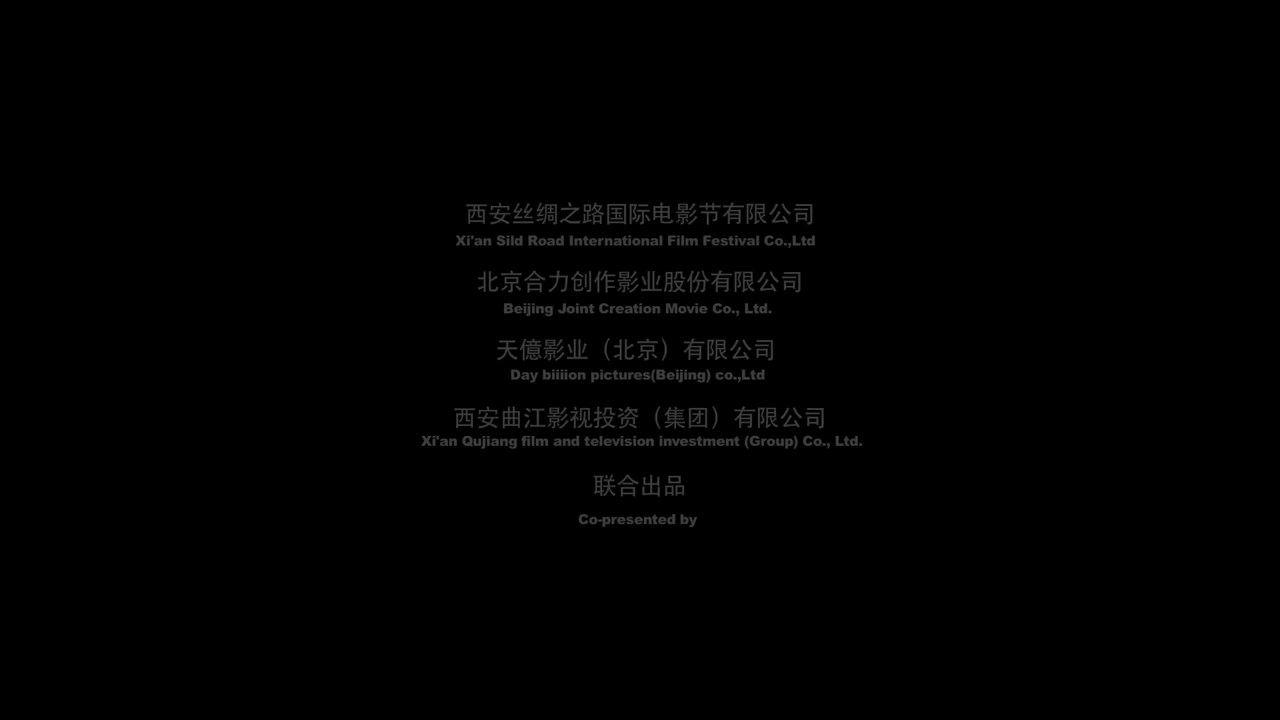 西安丝绸之路国际电影节有限公司
Xi'an Sild Road International Film Festival Co.,Ltd
北京合力创作影业股份有限公司
Beijing Joint Creation Movie Co., Ltd.
天億影业（北京）有限公司
Day biiiion pictures(Beijing) co.,Ltd
西安曲江影视投资（集团）有限公司
Xi'an Qujiang film and television investment (Group) Co., Ltd.
联合出品
Co-presented by